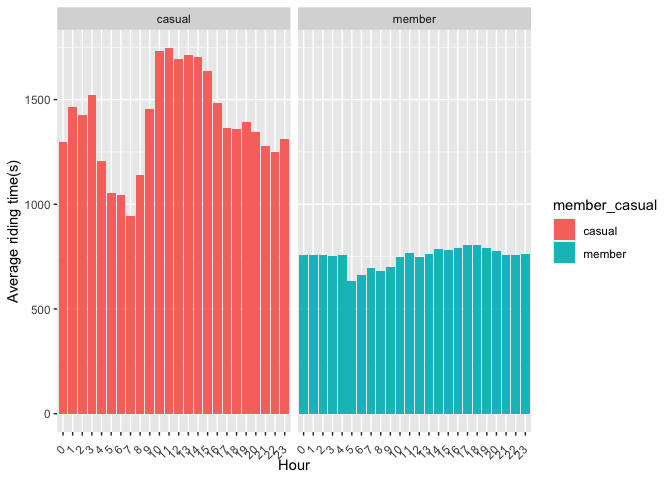 casual member
1500
1000
500
0
Average riding time(s)
0 1 2 3 4 5 6 7 8 9 10 11 12 13 14 15 16 17 18 19 20 21 22 23 0 1 2 3 4 5 6 7 8 9 10 11 12 13 14 15 16 17 18 19 20 21 22 23
Hour
member_casual
casual
member